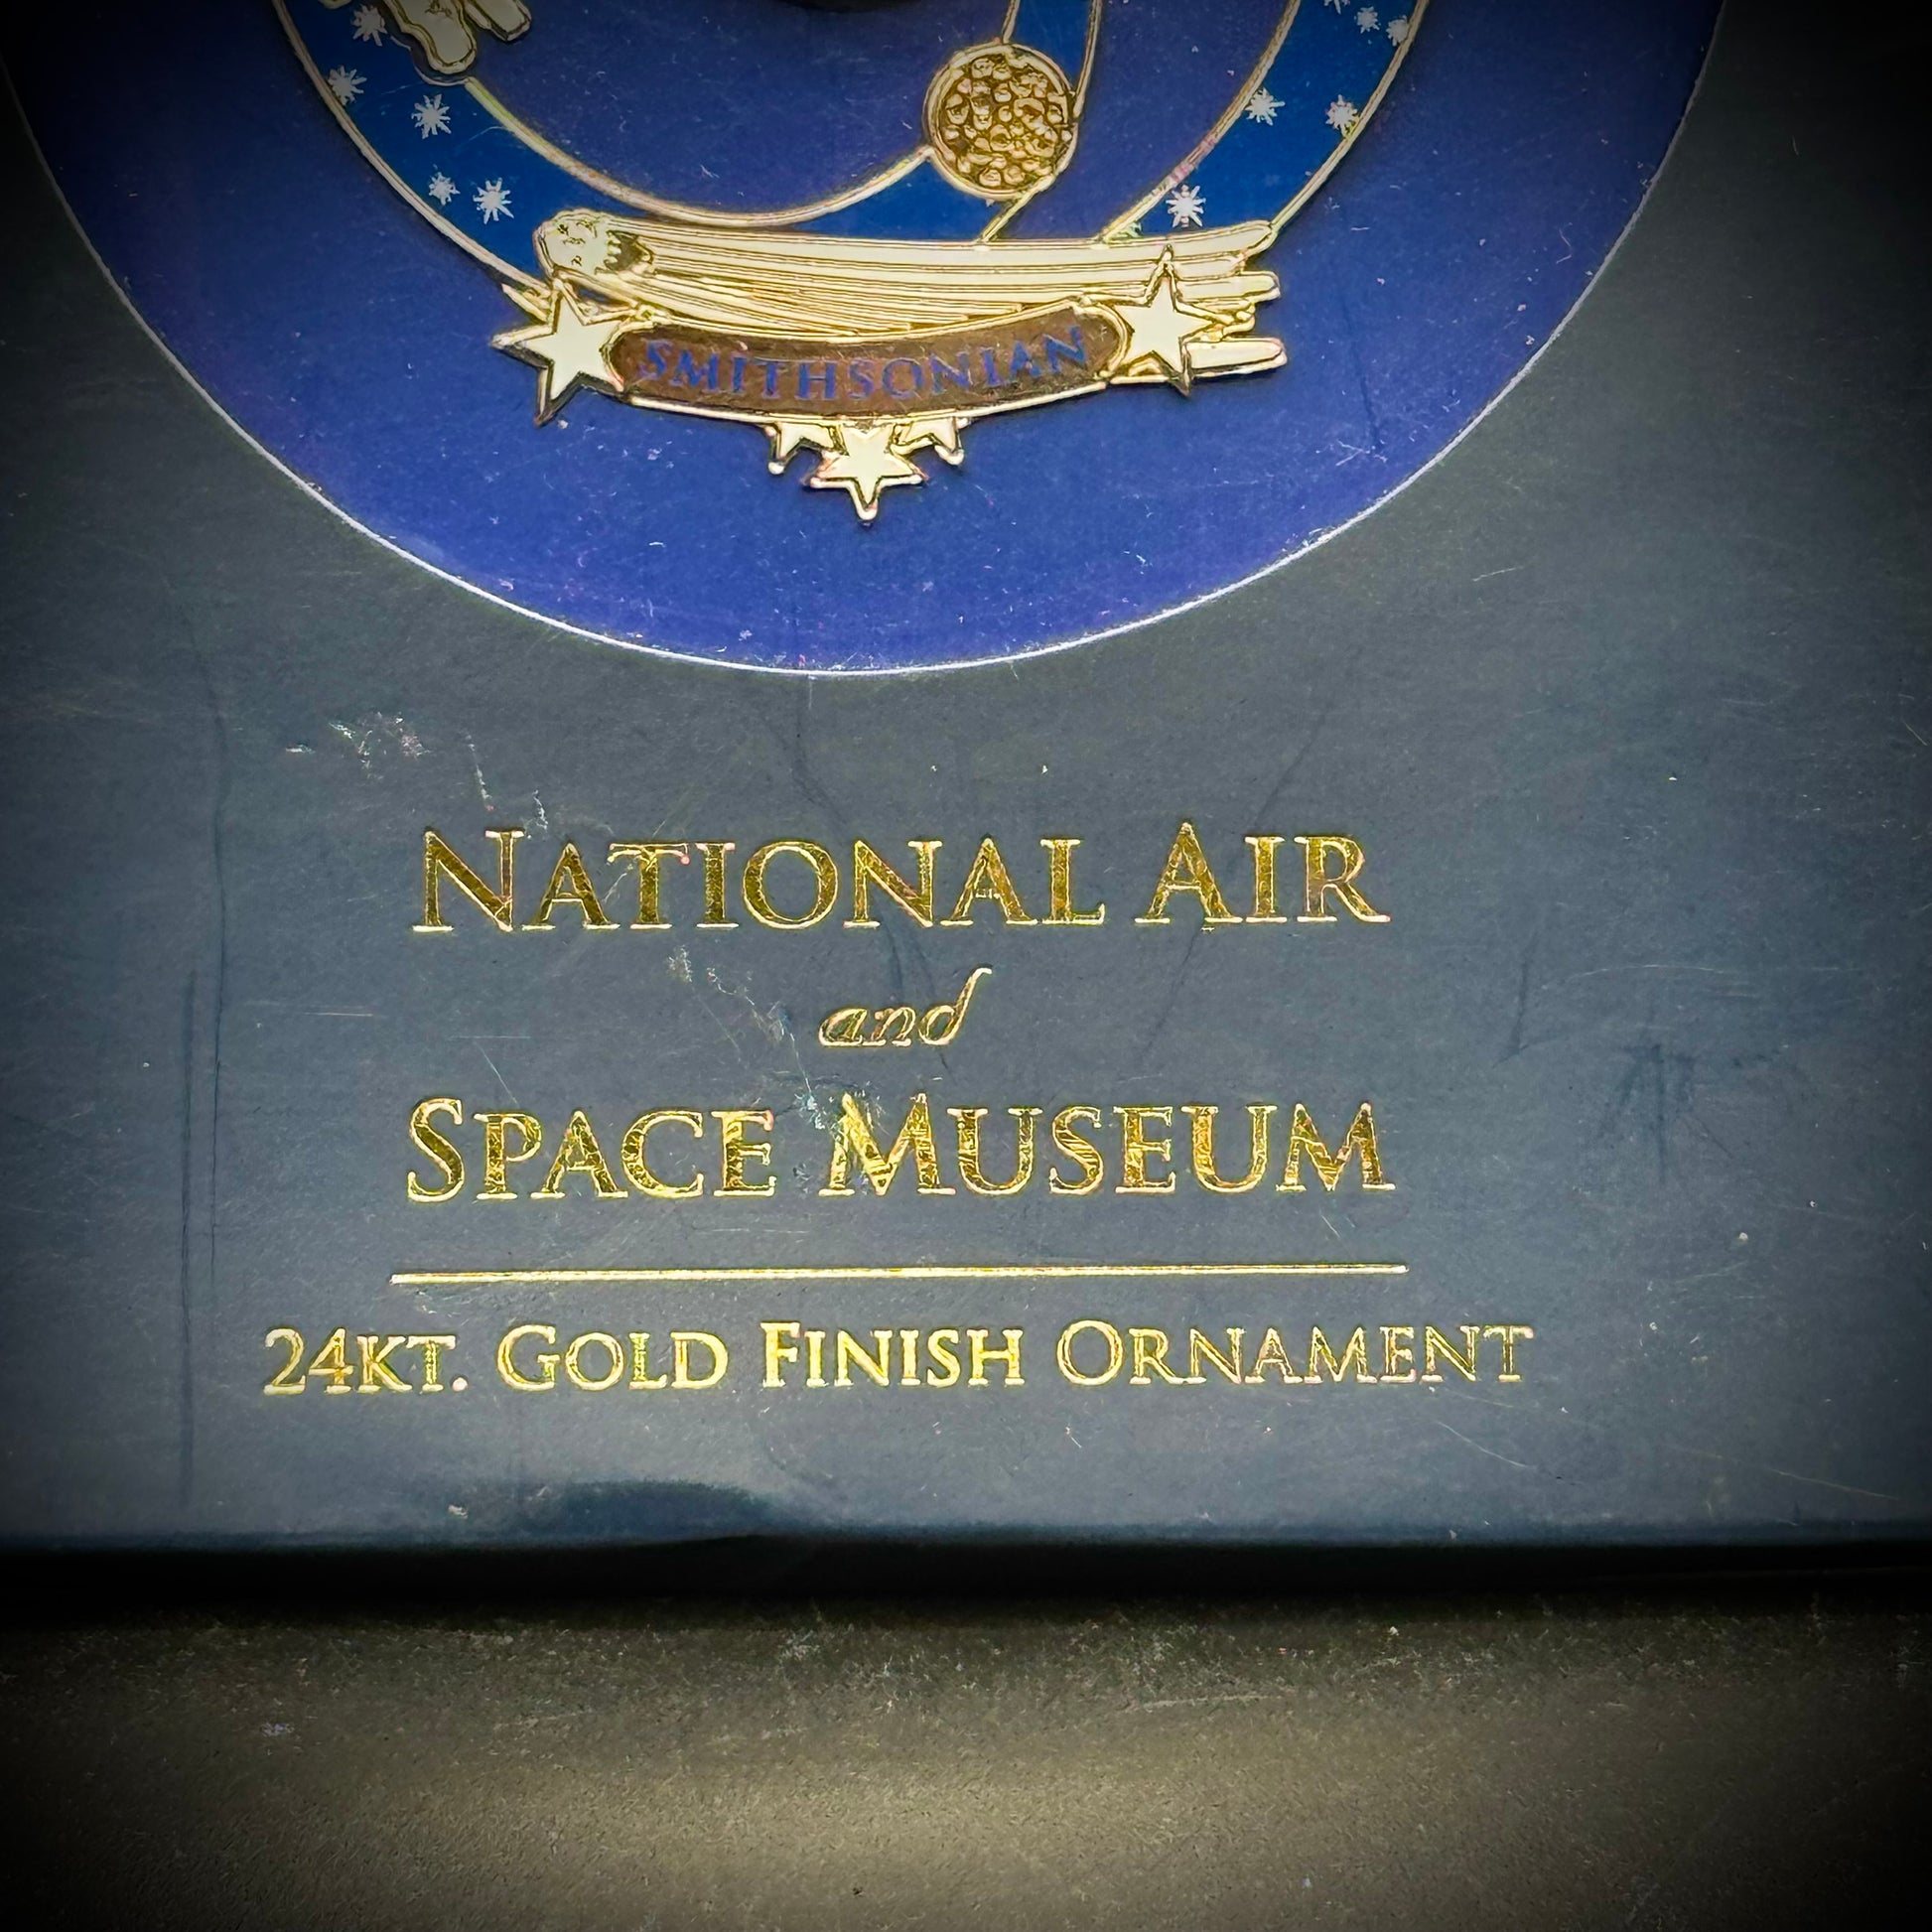 SMITHSONIAN
NATIONAL AIR
and
SPACE MUSEUM
24KT. GOLD FINISH ORNAMENT